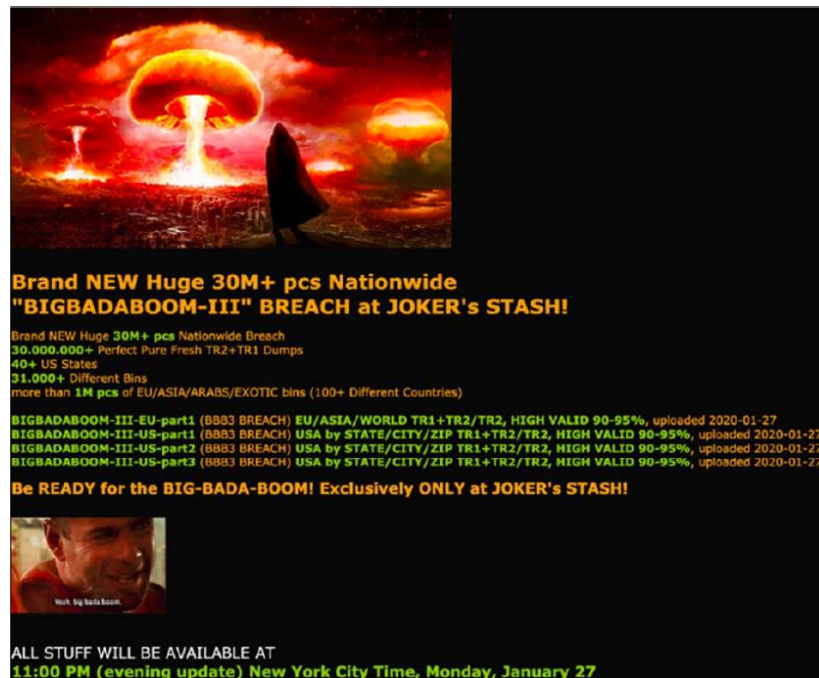 Brand NEW Huge 30M+ pcs Nationwide
"BIGBADABOOM-III" BREACH at JOKER's STASH!
Brand NEW Huge 30M+ pcs Nationwide Breach
30.000.000+ Perfect Pure Fresh TR2+TR1 Dumps
40+ US States
31.000+ Different Bins
more than 1M pcs of EU/ASIA/ARABS/EXOTIC bins (100+ Different Countries)
BIGBADABOOM-III-EU-part1 (BBB3 BREACH) EU/ASIA/WORLD TR1+TR2/TR2, HIGH VALID 90-95%, uploaded 2020-01-27
BIGBADABOOM-III-US-part1 (BBB3 BREACH) USA by STATE/CITY/ZIP TR1+TR2/TR2, HIGH VALID 90-95%, uploaded 2020-01-27
BIGBADABOOM-III-US-part2 (BBB3 BREACH) USA by STATE/CITY/ZIP TR1+TR2/TR2, HIGH VALID 90-95%, uploaded 2020-01-27
BIGBADABOOM-III-US-part3 (BBB3 BREACH) USA by STATE/CITY/ZIP TR1+TR2/TR2, HIGH VALID 90-95%, uploaded 2020-01-27
Be READY for the BIG-BADA-BOOM! Exclusively ONLY at JOKER's STASH!
Yeah, big bada boom.
ALL STUFF WILL BE AVAILABLE AT
11:00 PM (evening update) New York City Time, Monday, January 27